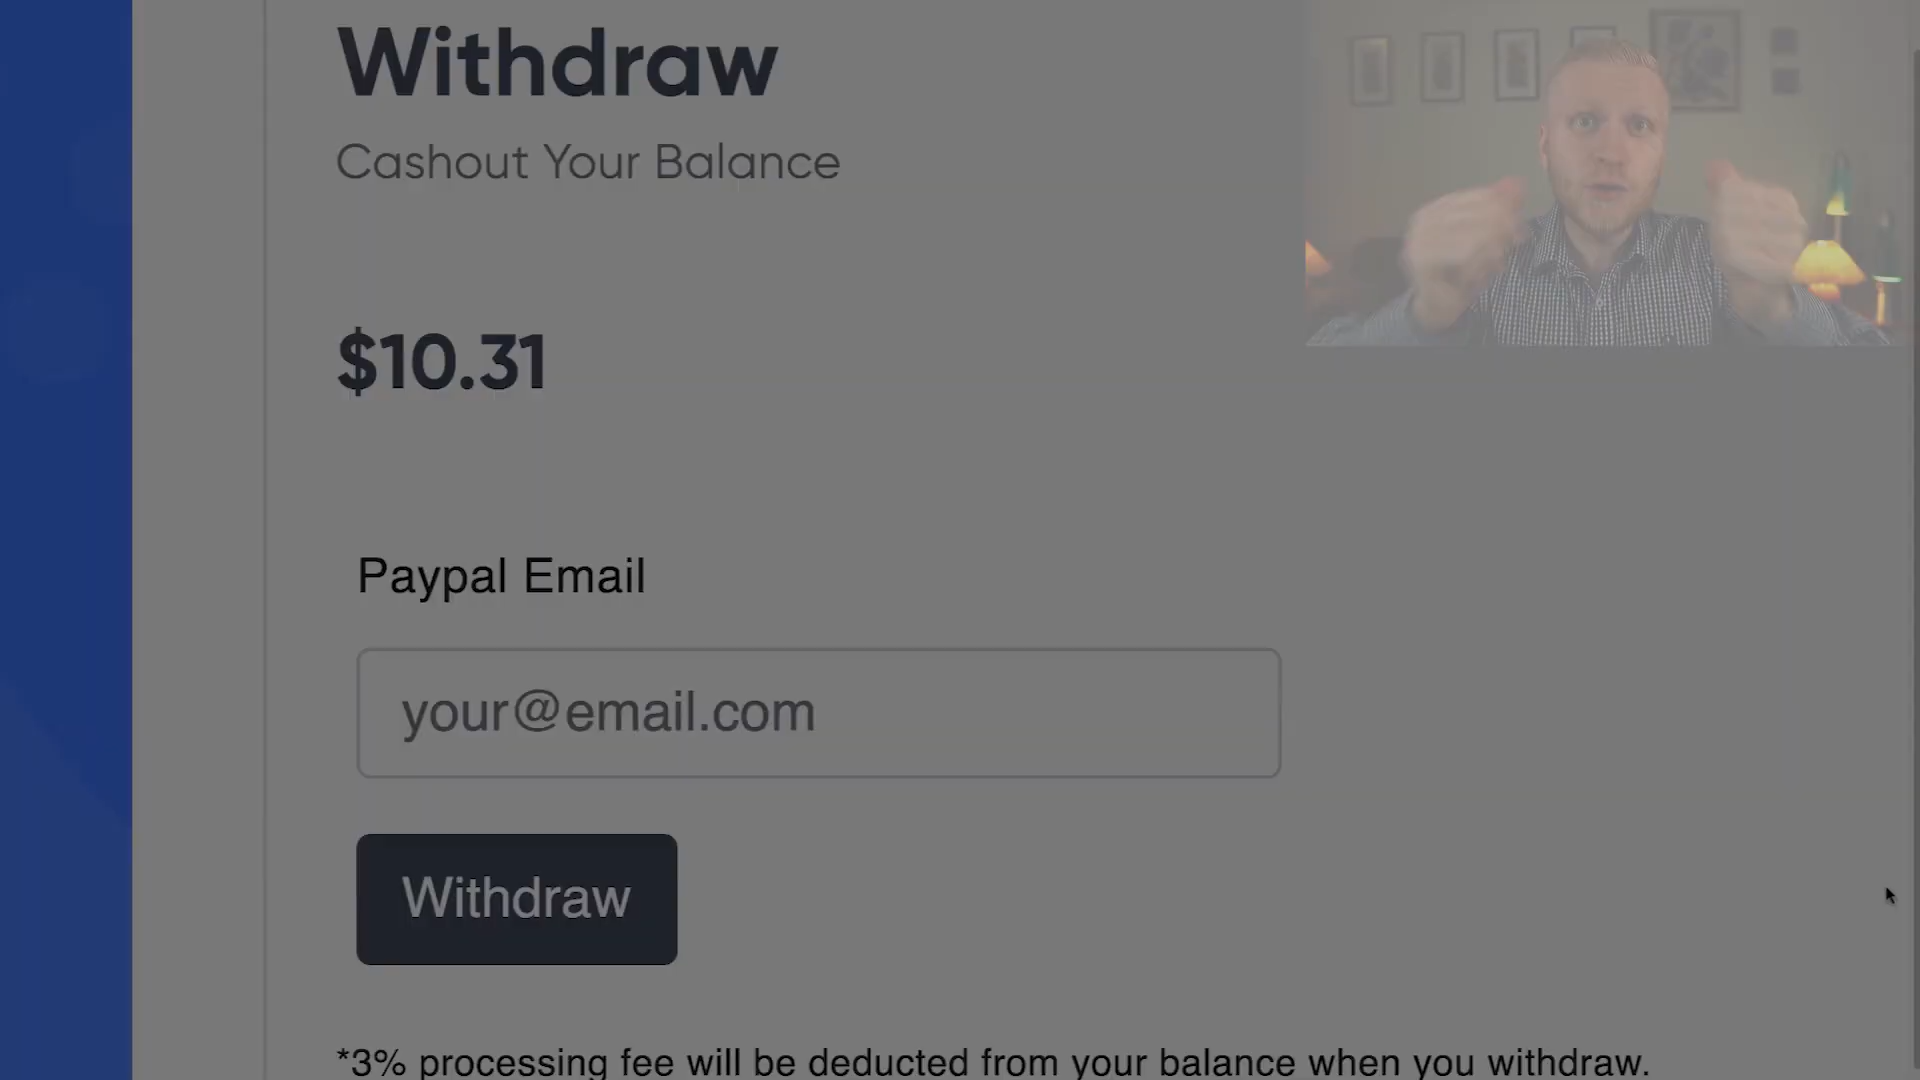 Withdraw
Cashout Your Balance
$10.31
Paypal Email
your@email.com
Withdraw
*3% processing fee will be deducted from your balance when you withdraw.